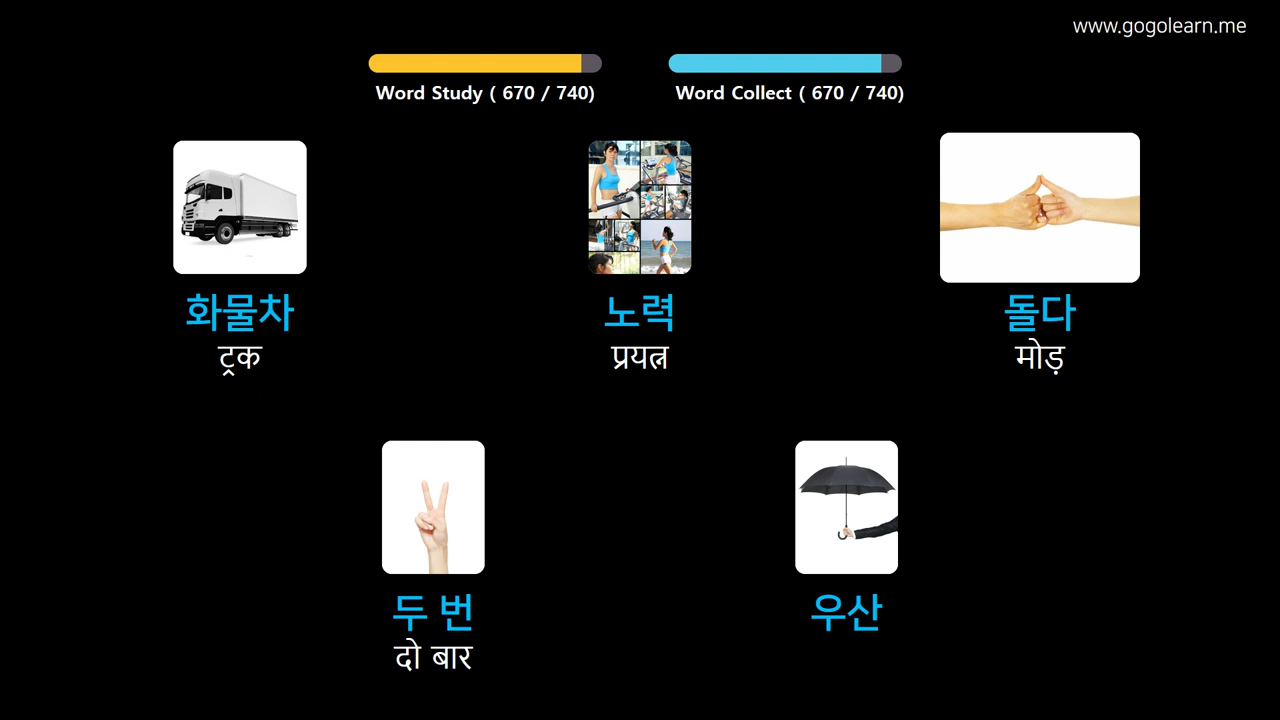 www.gogolearn.me
Word Study ( 670 / 740)
Word Collect ( 670 / 740)
화물차
ट्रक
노력
प्रयत्न
돌다
मोड़
두 번
दो बार
우산